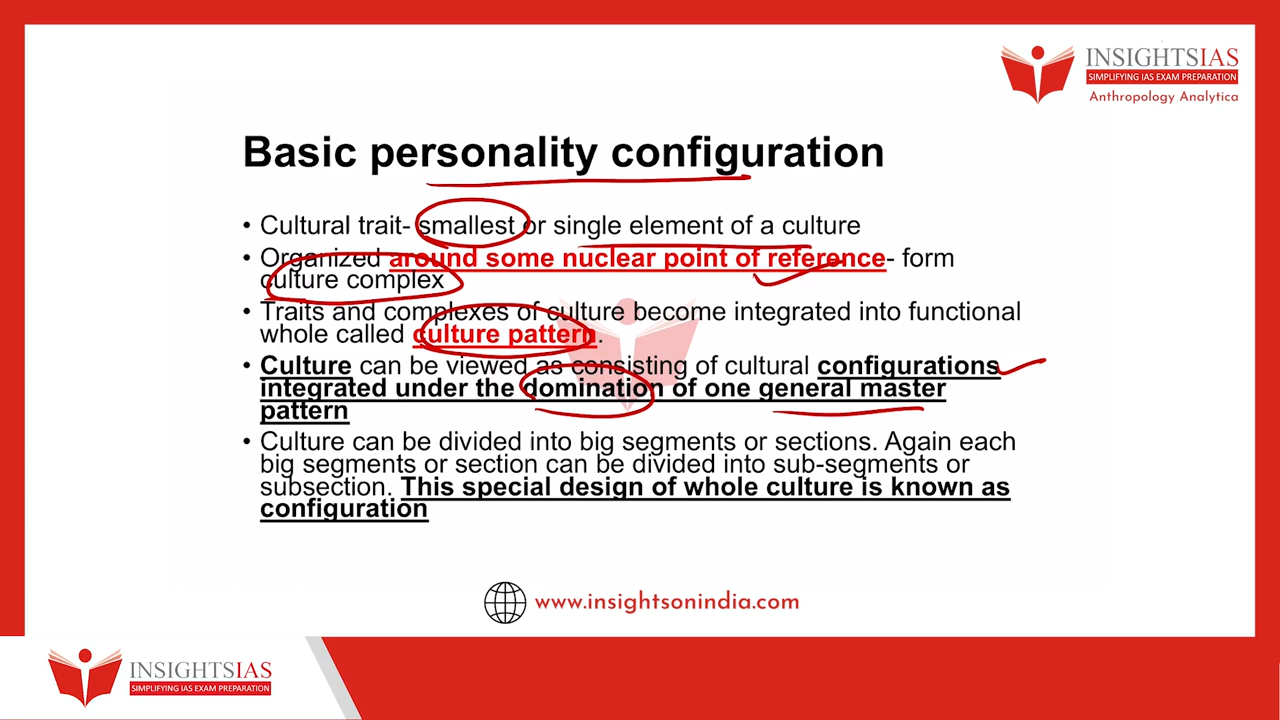 INSIGHTSIAS
SIMPLIFYING IAS EXAM PREPARATION
Anthropology Analytica
Basic personality configuration
• Cultural trait- smallest or single element of a culture
• Organized around some nuclear point of reference- form
culture complex
• Traits and complexes of culture become integrated into functional
whole called culture pattern.
• Culture can be viewed as consisting of cultural configurations
integrated under the domination of one general master
pattern
• Culture can be divided into big segments or sections. Again each
big segments or section can be divided into sub-segments or
subsection. This special design of whole culture is known as
configuration
www.insightsonindia.com
INSIGHTSIAS
SIMPLIFYING IAS EXAM PREPARATION